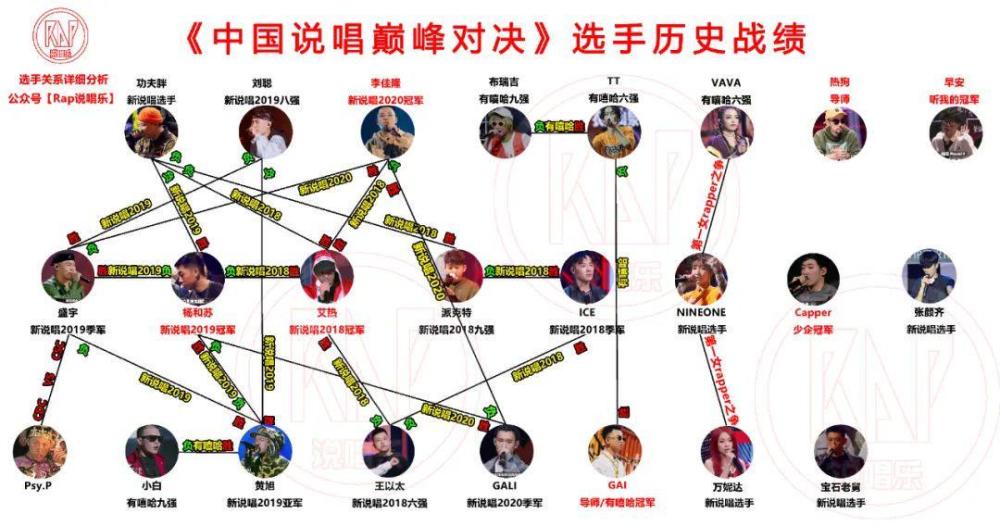 RAP
说唱乐
《中国说唱巅峰对决》选手历史战绩
选手关系详细分析
公众号【Rap说唱乐】
功夫胖
新说唱选手
刘聪
新说唱2019八强
李佳隆
新说唱2020冠军
布瑞吉
有嘻哈九强
TT
有嘻哈六强
VAVA
有嘻哈六强
热狗
导师
早安
听我的冠军
负有嘻哈胜
新说唱2019
新说唱2019
新说唱2018
新说唱2020
新说唱2018
新说唱2018
新说唱2020
有嘻哈
第一女rapper之争
胜新说唱2019负
负新说唱2018胜
负新说唱2018胜
盛宇
新说唱2019季军
杨和苏
新说唱2019冠军
艾热
新说唱2018冠军
派克特
新说唱2018九强
ICE
新说唱2018季军
NINEONE
新说唱选手
Capper
少企冠军
张颜齐
新说唱选手
CDC VS CDC
新说唱2019
新说唱2019
新说唱2019
新说唱2018
新说唱2020
新说唱2018
第一女rapper之争
负有嘻哈胜
Psy.P
小白
有嘻哈九强
黄旭
新说唱2019亚军
王以太
新说唱2018六强
GALI
新说唱2020季军
GAI
导师/有嘻哈冠军
万妮达
新说唱选手
宝石老舅
新说唱选手